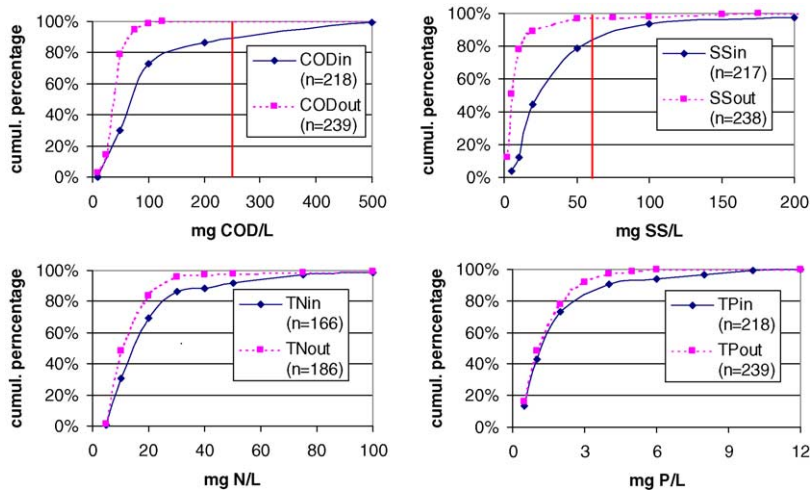 cumul. percentage
100%
80%
60%
40%
20%
0%
CODin
(n=218)
CODout
(n=239)
0 100 200 300 400 500
mg COD/L
cumul. perncentage
100%
80%
60%
40%
20%
0%
SSin
(n=217)
SSout
(n=238)
0 50 100 150 200
mg SS/L
cumul. perncentage
100%
80%
60%
40%
20%
0%
TNin
(n=166)
TNout
(n=186)
0 20 40 60 80 100
mg N/L
cumul. perncentage
100%
80%
60%
40%
20%
0%
TPin
(n=218)
TPout
(n=239)
0 3 6 9 12
mg P/L